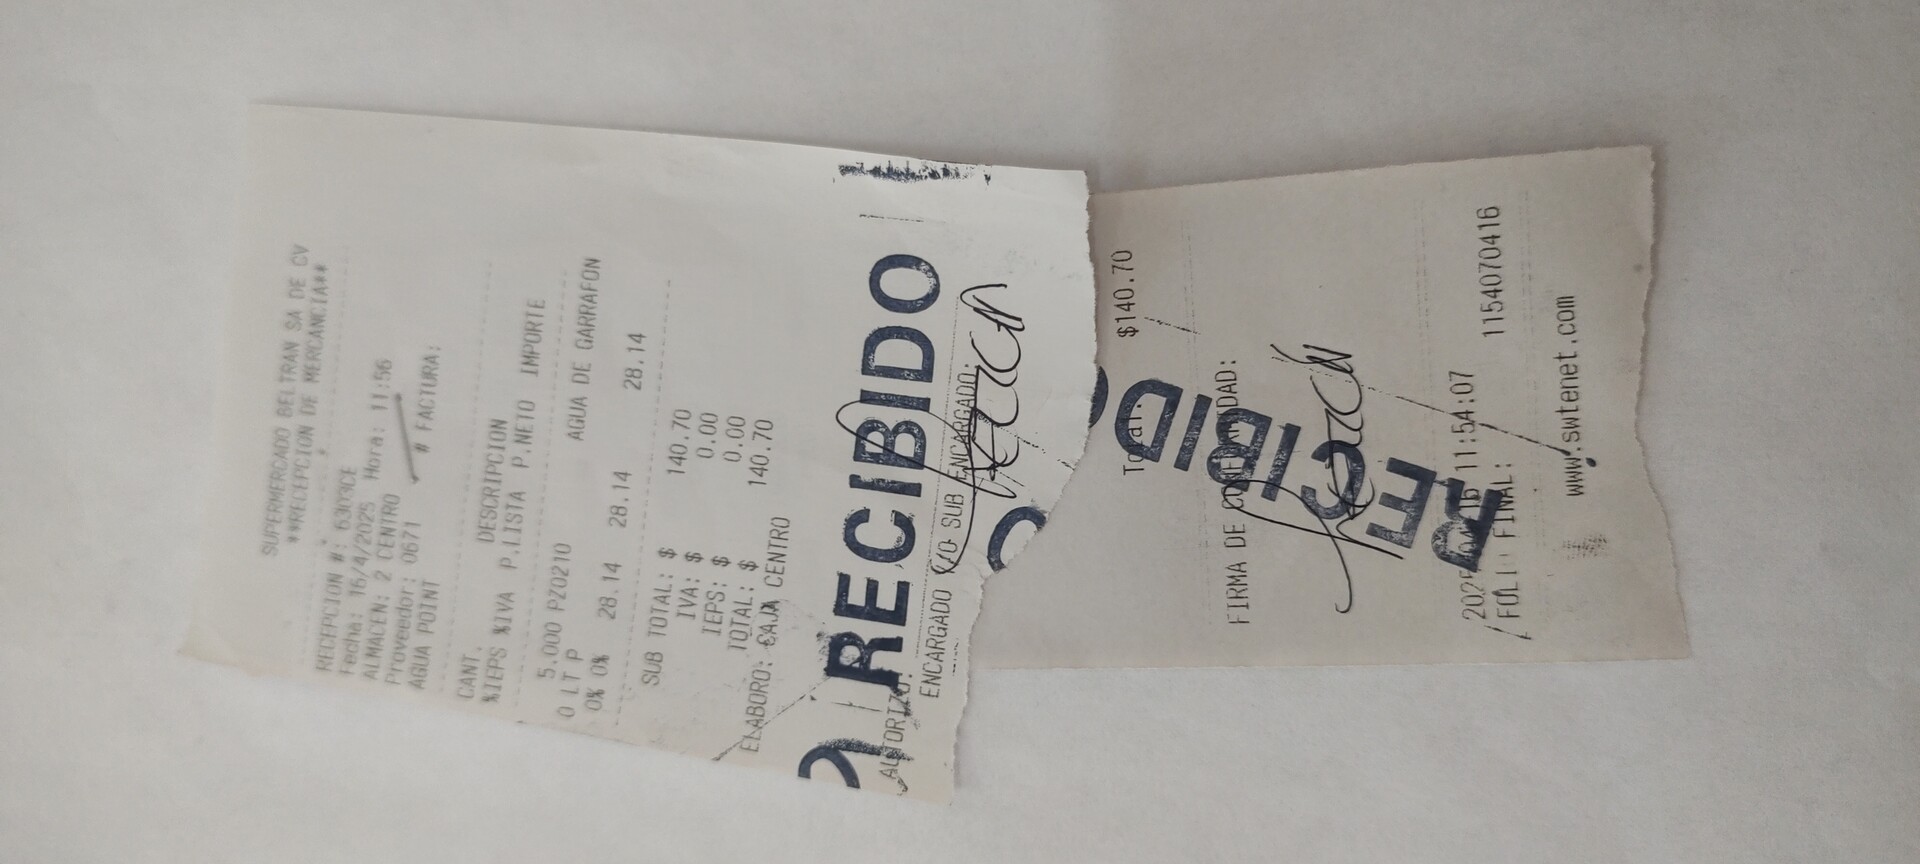 SUPERMERCADO BELTRAN SA DE CV
**RECEPCION DE MERCANCIA**
RECEPCION #:
Fecha: 16/4/2025 Hora: 11:56
ALMACEN: 2 CENTRO
Proveedor: 0671 # FACTURA:
AGUA POINT
CANT. DESCRIPCION
%IEPS %IVA P.LISTA P.NETO IMPORTE
5.000 PZ0210 AGUA DE GARRAFON
0 LT P
0% 0% 28.14 28.14 28.14
SUB TOTAL: $ 140.70
IVA: $ 0.00
IEPS: $ 0.00
TOTAL: $ 140.70
ELABORO: CAJA CENTRO
RECIBIDO
AUTORIZO:
ENCARGADO Y/O SUB ENCARGADO:
Total: $140.70
RECIBIDO
FIRMA DE CONFORMIDAD:
11:54:07
FOLIO FINAL: 1154070416
www.swtenet.com